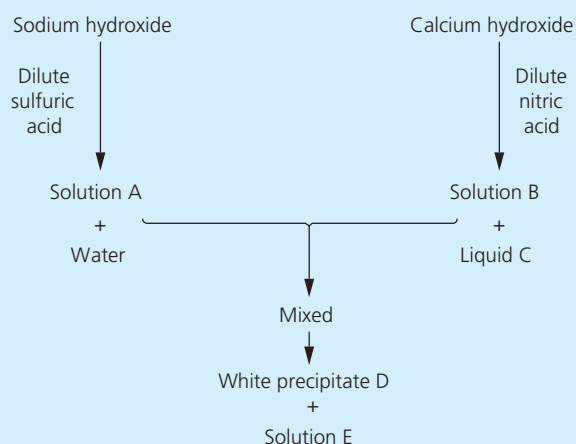 Sodium hydroxide
Calcium hydroxide
Dilute
sulfuric
acid
Dilute
nitric
acid
Solution A
+
Water
Solution B
+
Liquid C
Mixed
White precipitate D
+
Solution E